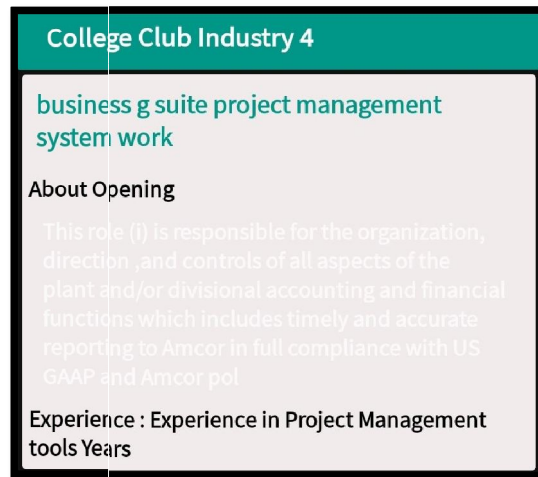 College Club Industry 4
business g suite project management
system work
About Opening
This role (i) is responsible for the organization,
direction ,and controls of all aspects of the
plant and/or divisional accounting and financial
functions which includes timely and accurate
reporting to Amcor in full compliance with US
GAAP and Amcor pol
Experience : Experience in Project Management
tools Years